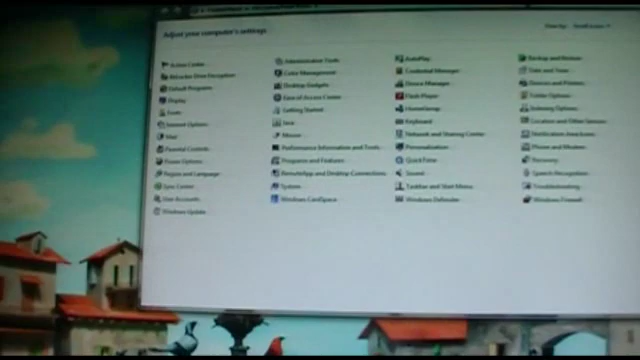 Adjust your computer's settings
Action Center
Administrative Tools
AutoPlay
Backup and Restore
BitLocker Drive Encryption
Color Management
Credential Manager
Date and Time
Default Programs
Desktop Gadgets
Device Manager
Devices and Printers
Display
Ease of Access Center
Flash Player
Folder Options
Fonts
Getting Started
HomeGroup
Indexing Options
Internet Options
Java
Keyboard
Location and Other Sensors
Mail
Mouse
Network and Sharing Center
Notification Area Icons
Parental Controls
Performance Information and Tools
Personalization
Phone and Modem
Power Options
Programs and Features
QuickTime
Recovery
Region and Language
RemoteApp and Desktop Connections
Sound
Speech Recognition
Sync Center
System
Taskbar and Start Menu
Troubleshooting
User Accounts
Windows CardSpace
Windows Defender
Windows Firewall
Windows Update